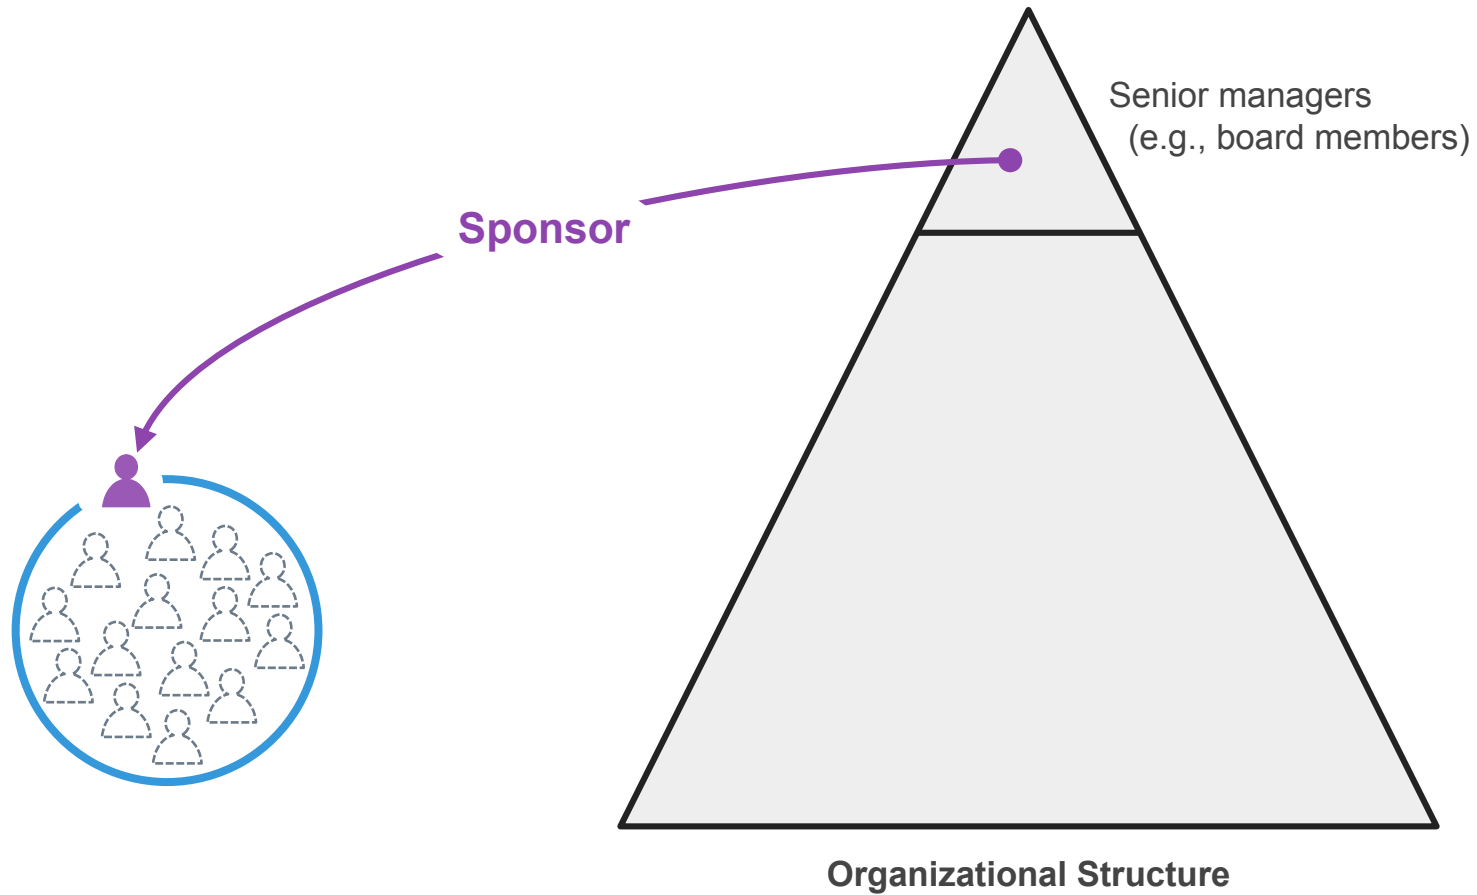 Senior managers
(e.g., board members)
Sponsor
Organizational Structure